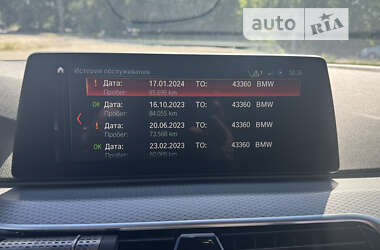 auto RIA
История обслуживания
! Дата: 17.01.2024 ТО: 43360 BMW
Пробег: km
OK Дата: 16.10.2023 ТО: 43360 BMW
Пробег: 84.055 km
! Дата: 20.06.2023 ТО: 43360 BMW
Пробег: 73.568 km
OK Дата: 23.02.2023 ТО: 43360 BMW
Пробег: km